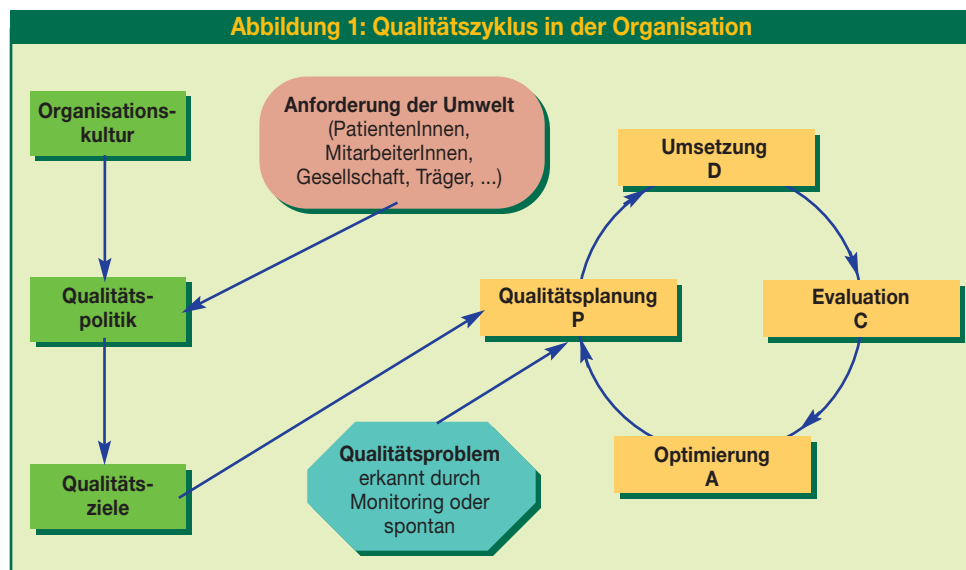 Abbildung 1: Qualitätszyklus in der Organisation
Organisations-
kultur
Anforderung der Umwelt
(PatientenInnen,
MitarbeiterInnen,
Gesellschaft, Träger, ...)
Umsetzung
D
Qualitäts-
politik
Qualitätsplanung
P
Evaluation
C
Qualitäts-
ziele
Qualitätsproblem
erkannt durch
Monitoring oder
spontan
Optimierung
A